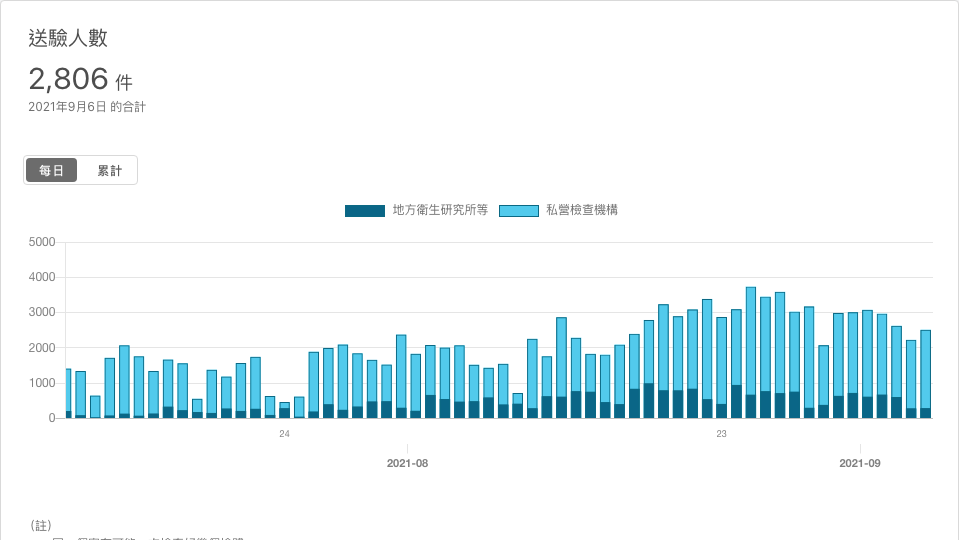 送驗人數
2,806 件
2021年9月6日 的合計
每日 累計
地方衛生研究所等 私營檢查機構
5000
4000
3000
2000
1000
0
24 23
2021-08 2021-09
（註）